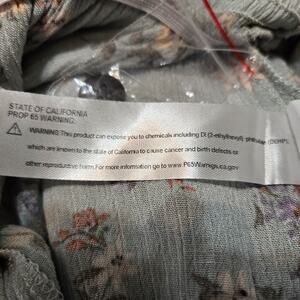 STATE OF CALIFORNIA
PROP 65 WARNING:
WARNING: This product can expose you to chemicals including DI (2-ethylhexyl) phthalate (DEHP),
which are known to the state of California to cause cancer and birth defects or
other reproductive harm. For more information go to www.P65Warnings.ca.gov